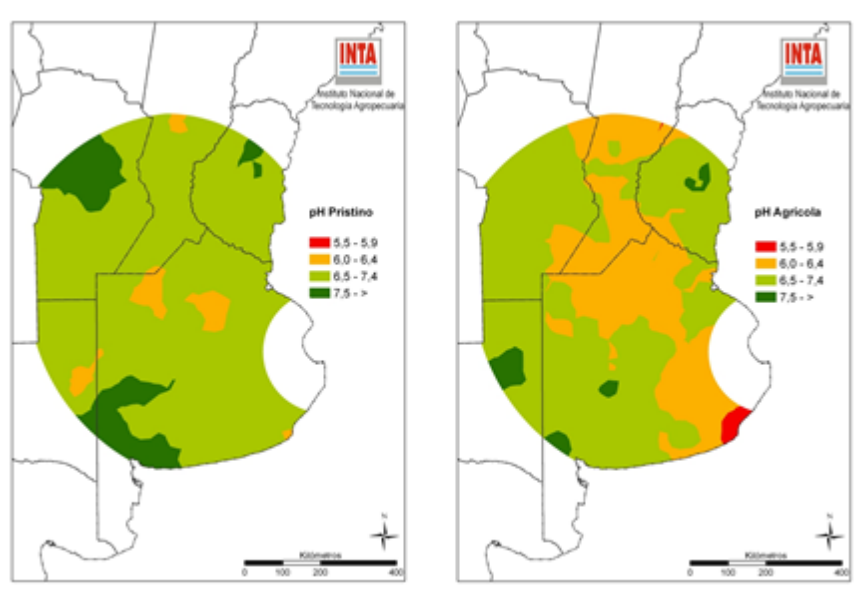 INTA
Instituto Nacional de
Tecnología Agropecuaria
pH Pristino
5,5 - 5,9
6,0 - 6,4
6,5 - 7,4
7,5 - >
N
Kilómetros
0 100 200 400
INTA
Instituto Nacional de
Tecnología Agropecuaria
pH Agrícola
5,5 - 5,9
6,0 - 6,4
6,5 - 7,4
7,5 - >
N
Kilómetros
0 100 200 400